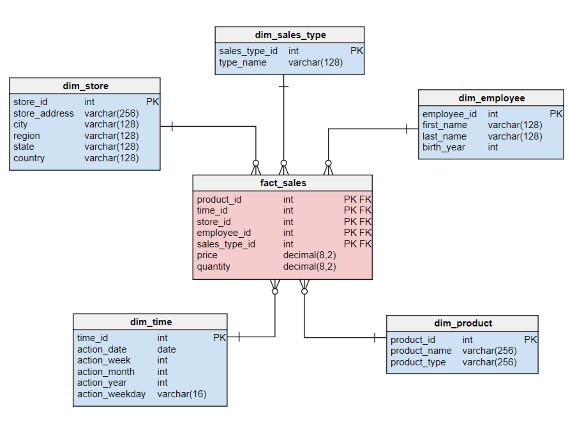 dim_sales_type
sales_type_id int PK
type_name varchar(128)
dim_store
store_id int PK
store_address varchar(256)
city varchar(128)
region varchar(128)
state varchar(128)
country varchar(128)
dim_employee
employee_id int PK
first_name varchar(128)
last_name varchar(128)
birth_year int
fact_sales
product_id int PK FK
time_id int PK FK
store_id int PK FK
employee_id int PK FK
sales_type_id int PK FK
price decimal(8,2)
quantity decimal(8,2)
dim_time
time_id int PK
action_date date
action_week int
action_month int
action_year int
action_weekday varchar(16)
dim_product
product_id int PK
product_name varchar(256)
product_type varchar(256)